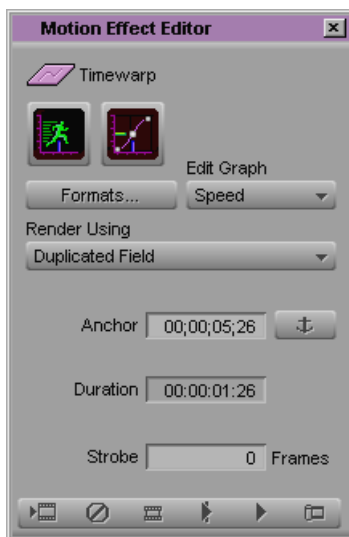 Motion Effect Editor
Timewarp
Edit Graph
Formats...
Speed
Render Using
Duplicated Field
Anchor 00;00;05;26
Duration 00:00:01:26
Strobe 0 Frames